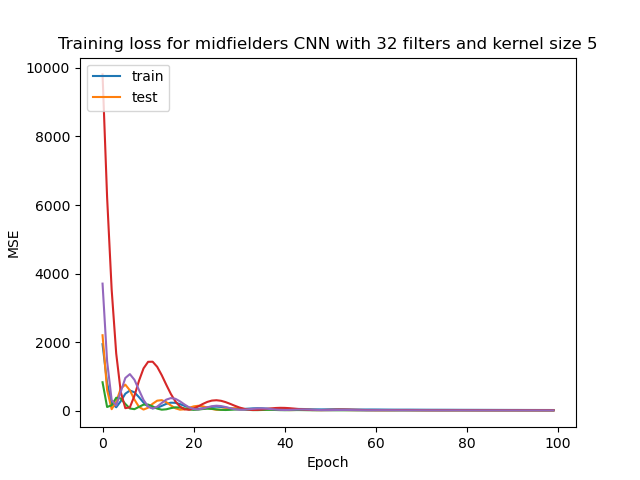 Training loss for midfielders CNN with 32 filters and kernel size 5
train
test
10000
8000
6000
4000
2000
0
MSE
0 20 40 60 80 100
Epoch